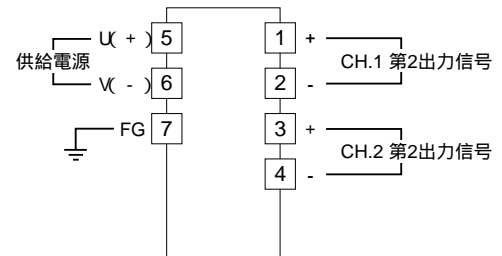 U( + ) 5
供給電源
V( - ) 6
FG 7
1 +
CH.1 第2出力信号
2 -
3 +
CH.2 第2出力信号
4 -